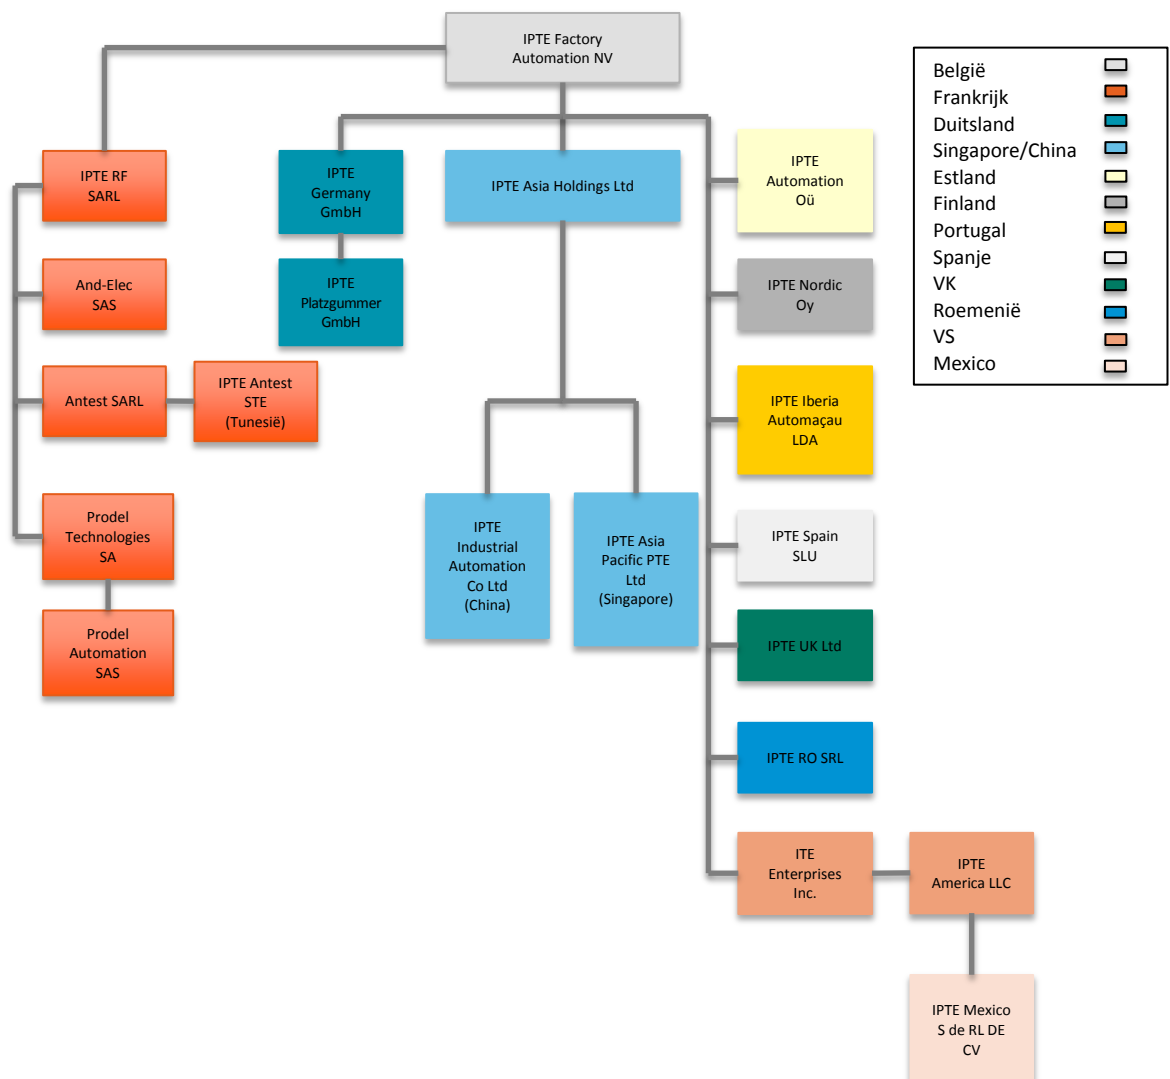 IPTE Factory
Automation NV
België
Frankrijk
Duitsland
Singapore/China
Estland
Finland
Portugal
Spanje
VK
Roemenië
VS
Mexico
IPTE RF
SARL
IPTE
Germany
GmbH
IPTE Asia Holdings Ltd
IPTE
Automation
Oü
And-Elec
SAS
IPTE
Platzgummer
GmbH
IPTE Nordic
Oy
Antest SARL
IPTE Antest
STE
(Tunesië)
IPTE Iberia
Automaçau
LDA
Prodel
Technologies
SA
IPTE
Industrial
Automation
Co Ltd
(China)
IPTE Asia
Pacific PTE
Ltd
(Singapore)
IPTE Spain
SLU
Prodel
Automation
SAS
IPTE UK Ltd
IPTE RO SRL
ITE
Enterprises
Inc.
IPTE
America LLC
IPTE Mexico
S de RL DE
CV